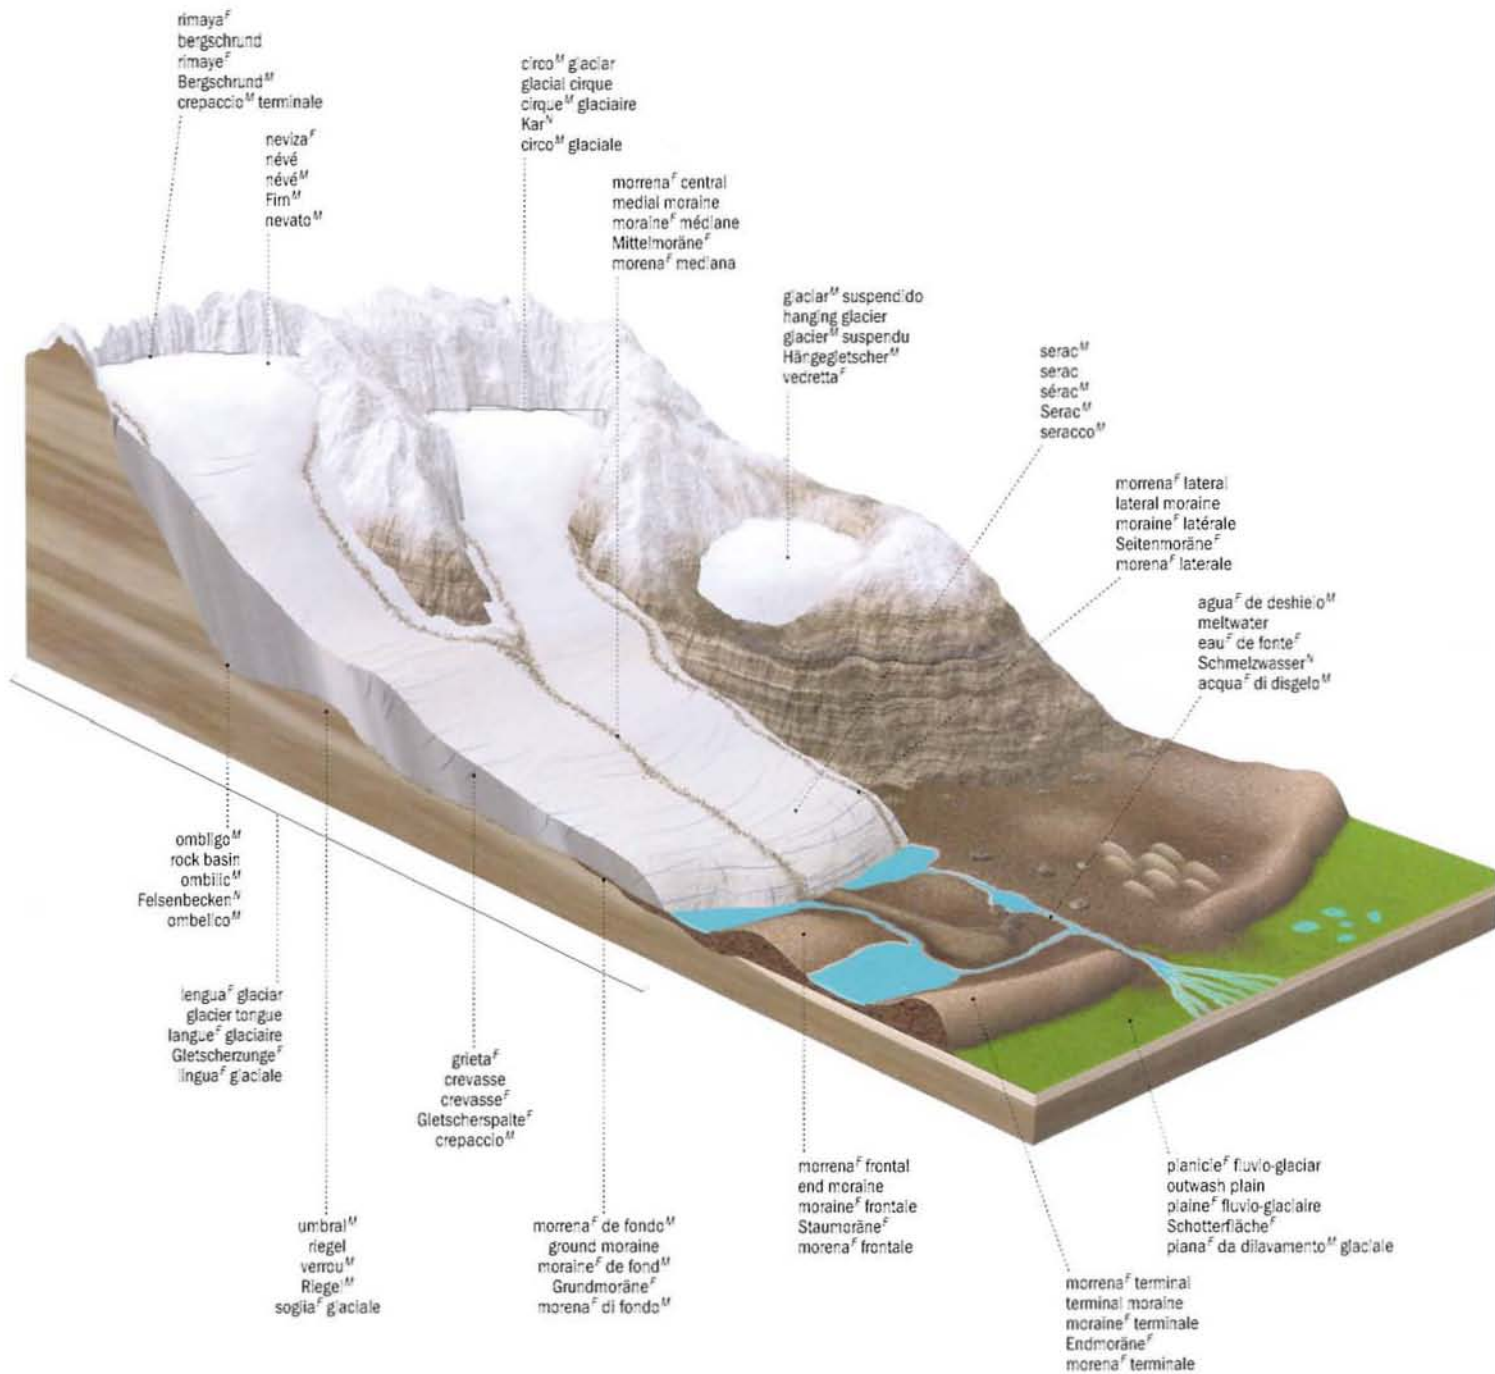 rimaya^F
bergschrund
rimaye^F
Bergschrund^M
crepaccio^M terminale
neviza^F
névé
névé^M
Firn^M
nevato^M
circo^M glaciar
glacial cirque
cirque^M glaciaire
Kar^N
circo^M glaciale
morrena^F central
medial moraine
moraine^F médiane
Mittelmoräne^F
morena^F mediana
glaciar^M suspendido
hanging glacier
glacier^M suspendu
Hängegletscher^M
vedretta^F
serac^M
serac
sérac^M
Serac^M
seracco^M
morrena^F lateral
lateral moraine
moraine^F latérale
Seitenmoräne^F
morena^F laterale
agua^F de deshielo^M
meltwater
eau^F de fonte^F
Schmelzwasser^N
acqua^F di disgelo^M
ombligo^M
rock basin
ombilic^M
Felsenbecken^N
ombelico^M
lengua^F glaciar
glacier tongue
langue^F glaciaire
Gletscherzunge^F
lingua^F glaciale
grieta^F
crevasse
crevasse^F
Gletscherspalte^F
crepaccio^M
umbral^M
riegel
verrou^M
Riegel^M
soglia^F glaciale
morrena^F de fondo^M
ground moraine
moraine^F de fond^M
Grundmoräne^F
morena^F di fondo^M
morrena^F frontal
end moraine
moraine^F frontale
Staumoräne^F
morena^F frontale
planicie^F fluvio-glaciar
outwash plain
plaine^F fluvio-glaciaire
Schotterfläche^F
piana^F da dilavamento^M glaciale
morrena^F terminal
terminal moraine
moraine^F terminale
Endmoräne^F
morena^F terminale